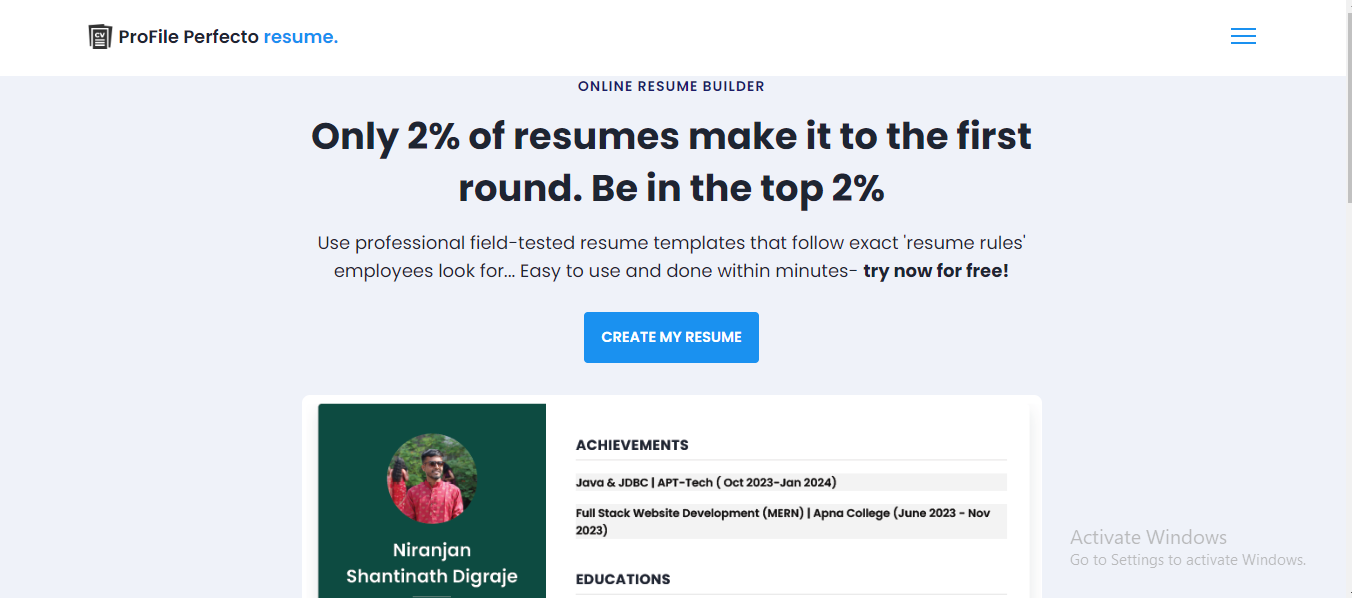 CV
ProFile Perfecto resume.
ONLINE RESUME BUILDER
Only 2% of resumes make it to the first
round. Be in the top 2%
Use professional field-tested resume templates that follow exact 'resume rules'
employees look for... Easy to use and done within minutes- try now for free!
CREATE MY RESUME
Niranjan
Shantinath Digraje
ACHIEVEMENTS
Java & JDBC | APT-Tech ( Oct 2023-Jan 2024)
Full Stack Website Development (MERN) | Apna College (June 2023 - Nov
2023)
EDUCATIONS
Activate Windows
Go to Settings to activate Windows.